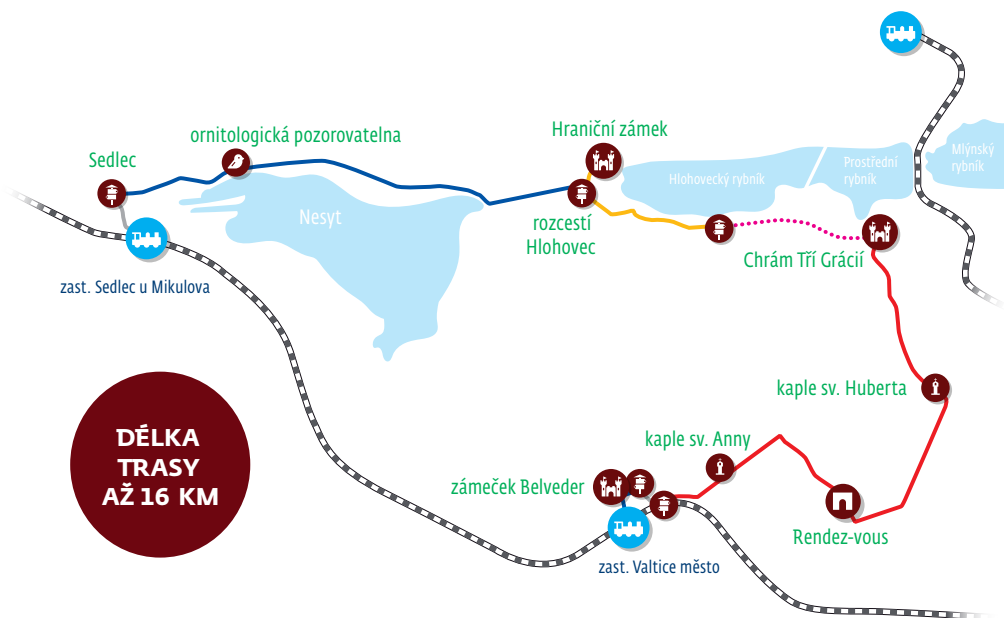 ornitologická pozorovatelna
Hraniční zámek
Sedlec
Hlohovecký rybník
Prostřední
rybník
Mlýnský
rybník
Nesyt
rozcestí
Hlohovec
Chrám Tří Grácií
zast. Sedlec u Mikulova
kaple sv. Huberta
DÉLKA
TRASY
AŽ 16 KM
kaple sv. Anny
zámeček Belveder
Rendez-vous
zast. Valtice město